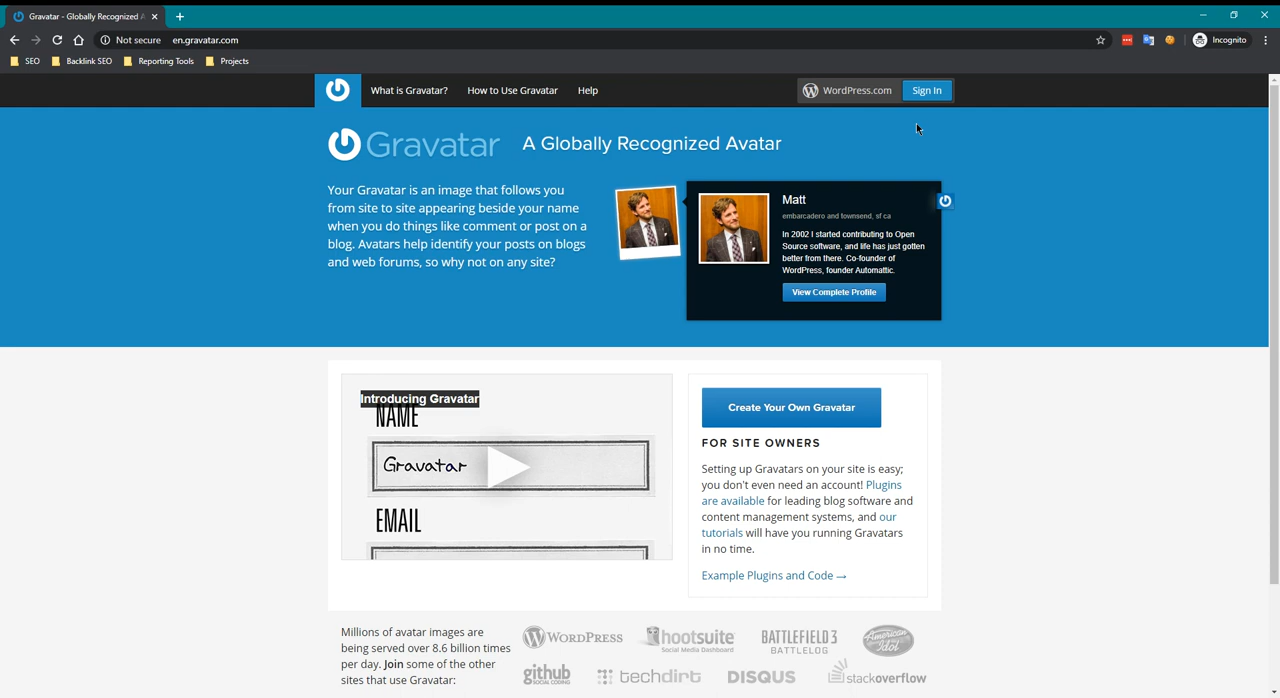 Gravatar - Globally Recognized A
Not secure en.gravatar.com
Incognito
SEO Backlink SEO Reporting Tools Projects
What is Gravatar? How to Use Gravatar Help WordPress.com Sign In
Gravatar A Globally Recognized Avatar
Your Gravatar is an image that follows you
from site to site appearing beside your name
when you do things like comment or post on a
blog. Avatars help identify your posts on blogs
and web forums, so why not on any site?
Matt
embarcadero and townsend, sf ca
In 2002 I started contributing to Open
Source software, and life has just gotten
better from there. Co-founder of
WordPress, founder Automattic.
View Complete Profile
Introducing Gravatar
NAME
Gravatar
EMAIL
Create Your Own Gravatar
FOR SITE OWNERS
Setting up Gravatars on your site is easy;
you don't even need an account! Plugins
are available for leading blog software and
content management systems, and our
tutorials will have you running Gravatars
in no time.
Example Plugins and Code →
Millions of avatar images are
being served over 8.6 billion times
per day. Join some of the other
sites that use Gravatar:
WORDPRESS
hootsuite
Social Media Dashboard
BATTLEFIELD 3
BATTLELOG
American Idol
github
SOCIAL CODING
techdirt
DISQUS
stackoverflow